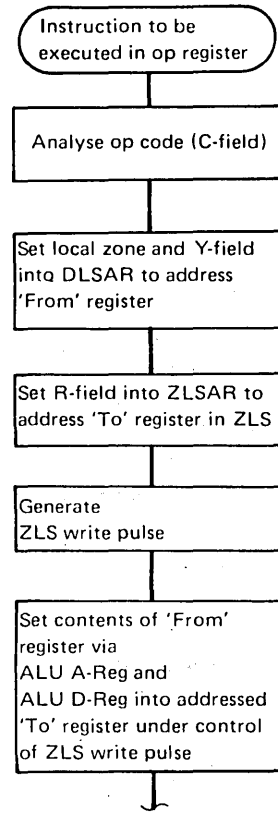 Instruction to be
executed in op register
Analyse op code (C-field)
Set local zone and Y-field
into DLSAR to address
'From' register
Set R-field into ZLSAR to
address 'To' register in ZLS
Generate
ZLS write pulse
Set contents of 'From'
register via
ALU A-Reg and
ALU D-Reg into addressed
'To' register under control
of ZLS write pulse